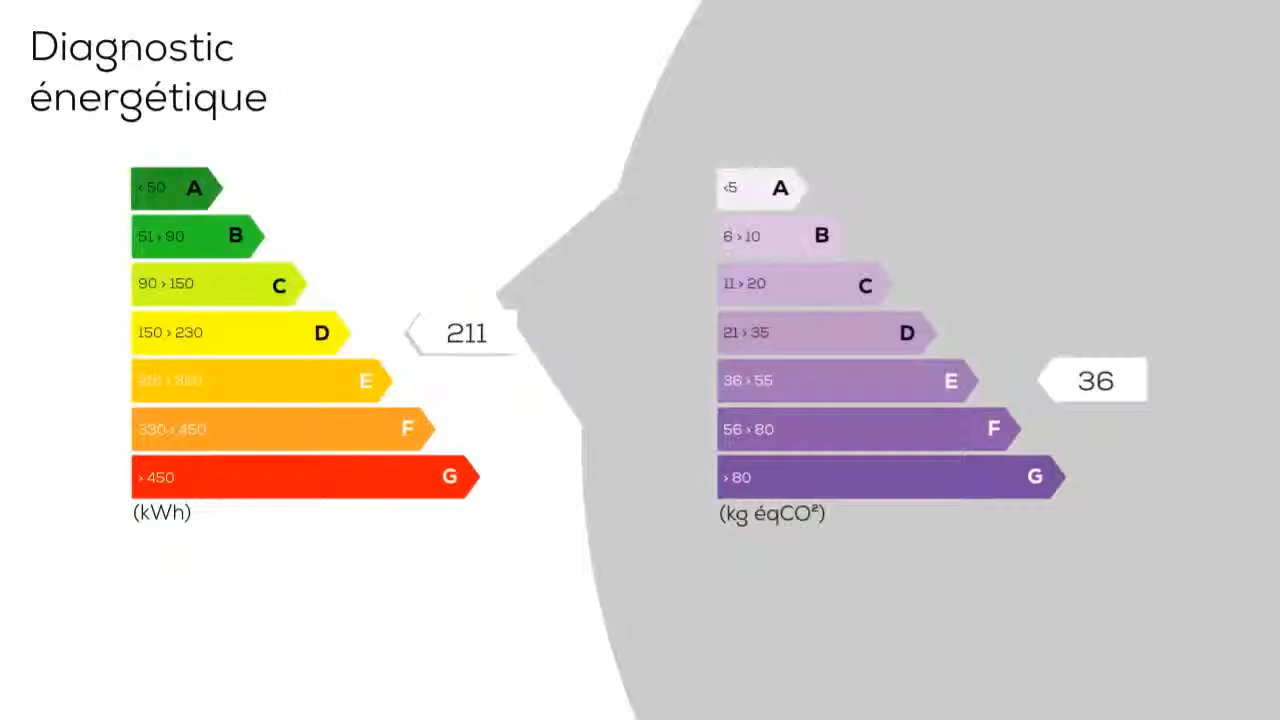 Diagnostic
énergétique
< 50 A
51 > 90 B
90 > 150 C
150 > 230 D
211
E
330 > 450 F
> 450 G
(kWh)
<5 A
6 > 10 B
11 > 20 C
21 > 35 D
36 > 55 E
36
56 > 80 F
> 80 G
(kg éqCO²)